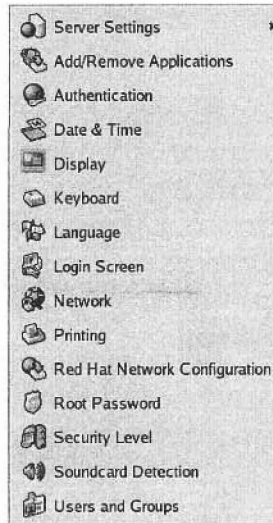 Server Settings
Add/Remove Applications
Authentication
Date & Time
Display
Keyboard
Language
Login Screen
Network
Printing
Red Hat Network Configuration
Root Password
Security Level
Soundcard Detection
Users and Groups